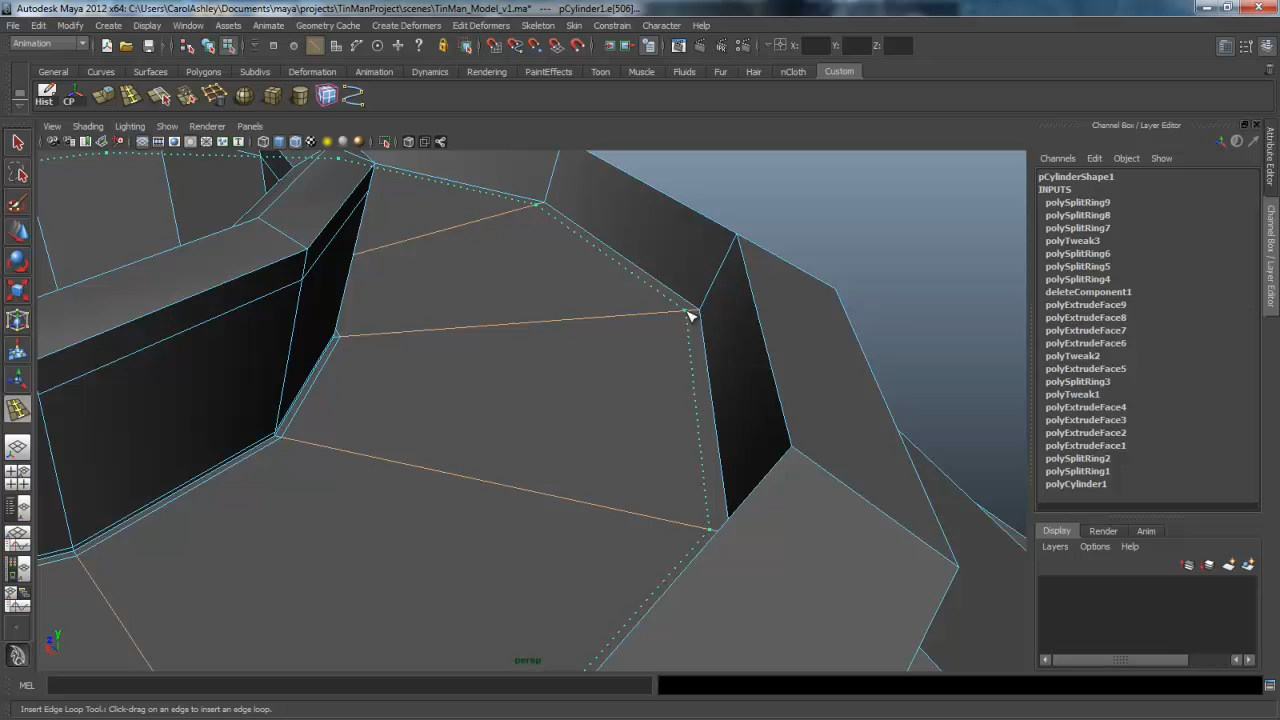 Autodesk Maya 2012 x64: C:\Users\CarolAshley\Documents\maya\projects\TinManProject\scenes\TinMan_Model_v1.ma* --- pCylinder1.e[506]...
File Edit Modify Create Display Window Assets Animate Geometry Cache Create Deformers Edit Deformers Skeleton Skin Constrain Character Help
Animation X: Y: Z:
General Curves Surfaces Polygons Subdivs Deformation Animation Dynamics Rendering PaintEffects Toon Muscle Fluids Fur Hair nCloth Custom
Hist CP
View Shading Lighting Show Renderer Panels
Channel Box / Layer Editor
Channels Edit Object Show
pCylinderShape1
INPUTS
polySplitRing9
polySplitRing8
polySplitRing7
polyTweak3
polySplitRing6
polySplitRing5
polySplitRing4
deleteComponent1
polyExtrudeFace9
polyExtrudeFace8
polyExtrudeFace7
polyExtrudeFace6
polyTweak2
polyExtrudeFace5
polySplitRing3
polyTweak1
polyExtrudeFace4
polyExtrudeFace3
polyExtrudeFace2
polyExtrudeFace1
polySplitRing2
polySplitRing1
polyCylinder1
Attribute Editor
Channel Box / Layer Editor
Display Render Anim
Layers Options Help
y
z
persp
MEL
Insert Edge Loop Tool: Click-drag on an edge to insert an edge loop.